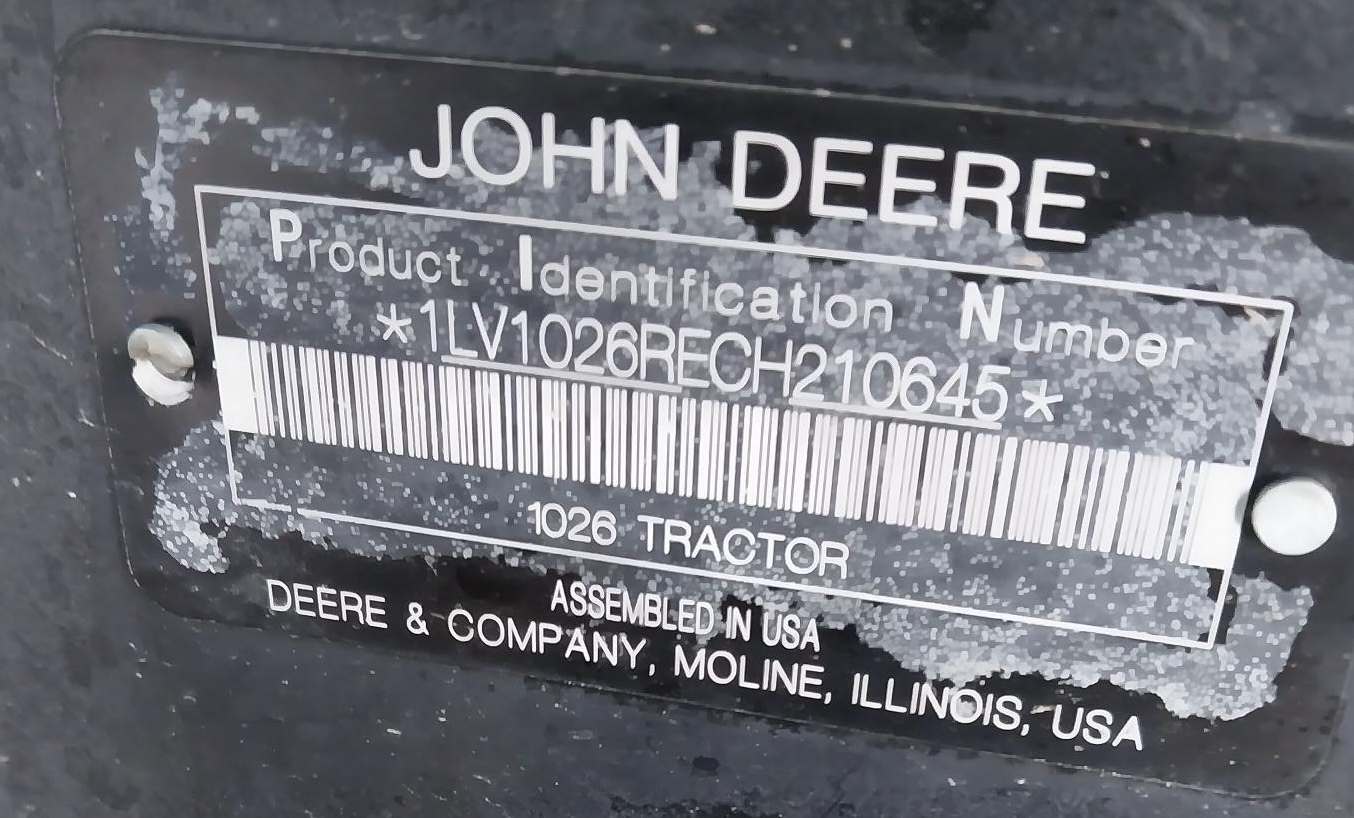 JOHN DEERE
Product Identification Number
*1LV1026RECH210645*
1026 TRACTOR
ASSEMBLED IN USA
DEERE & COMPANY, MOLINE, ILLINOIS, USA